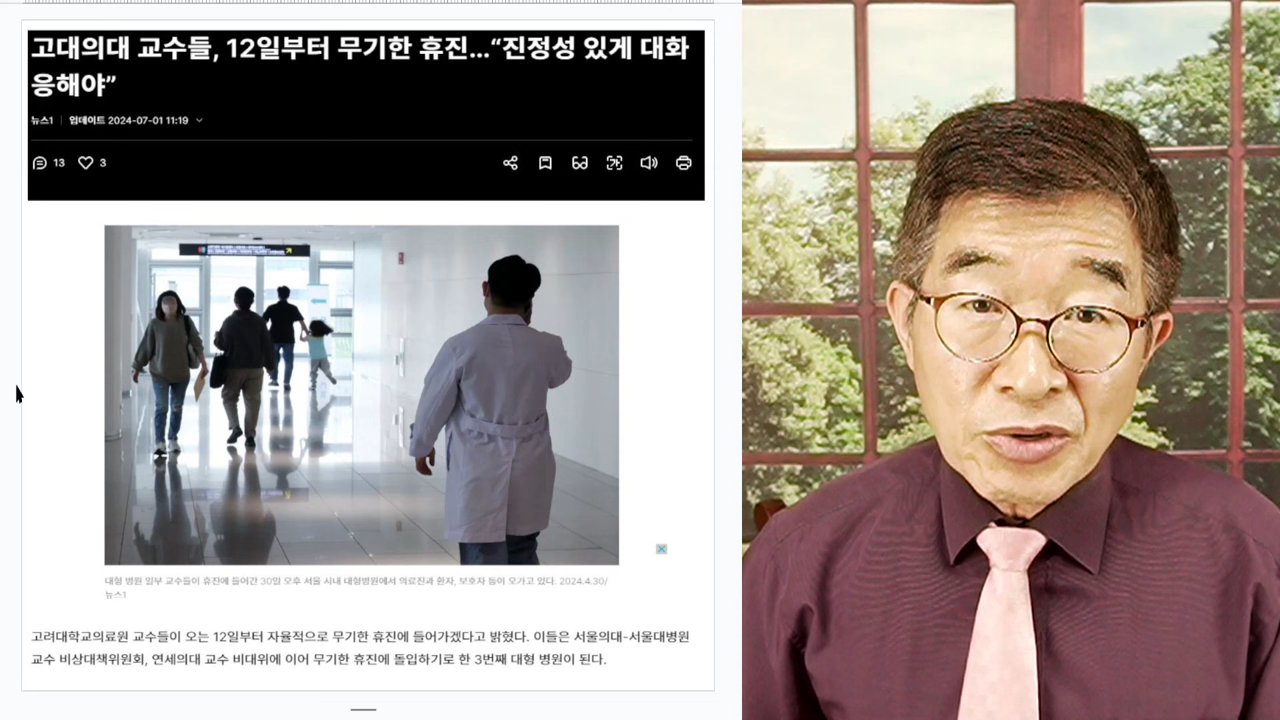 고대의대 교수들, 12일부터 무기한 휴진…“진정성 있게 대화
응해야”
뉴스1 | 업데이트 2024-07-01 11:19
13 3
대형 병원 일부 교수들이 휴진에 들어간 30일 오후 서울 시내 대형병원에서 의료진과 환자, 보호자 등이 오가고 있다. 2024.4.30/
뉴스1
고려대학교의료원 교수들이 오는 12일부터 자율적으로 무기한 휴진에 들어가겠다고 밝혔다. 이들은 서울의대-서울대병원
교수 비상대책위원회, 연세의대 교수 비대위에 이어 무기한 휴진에 돌입하기로 한 3번째 대형 병원이 된다.